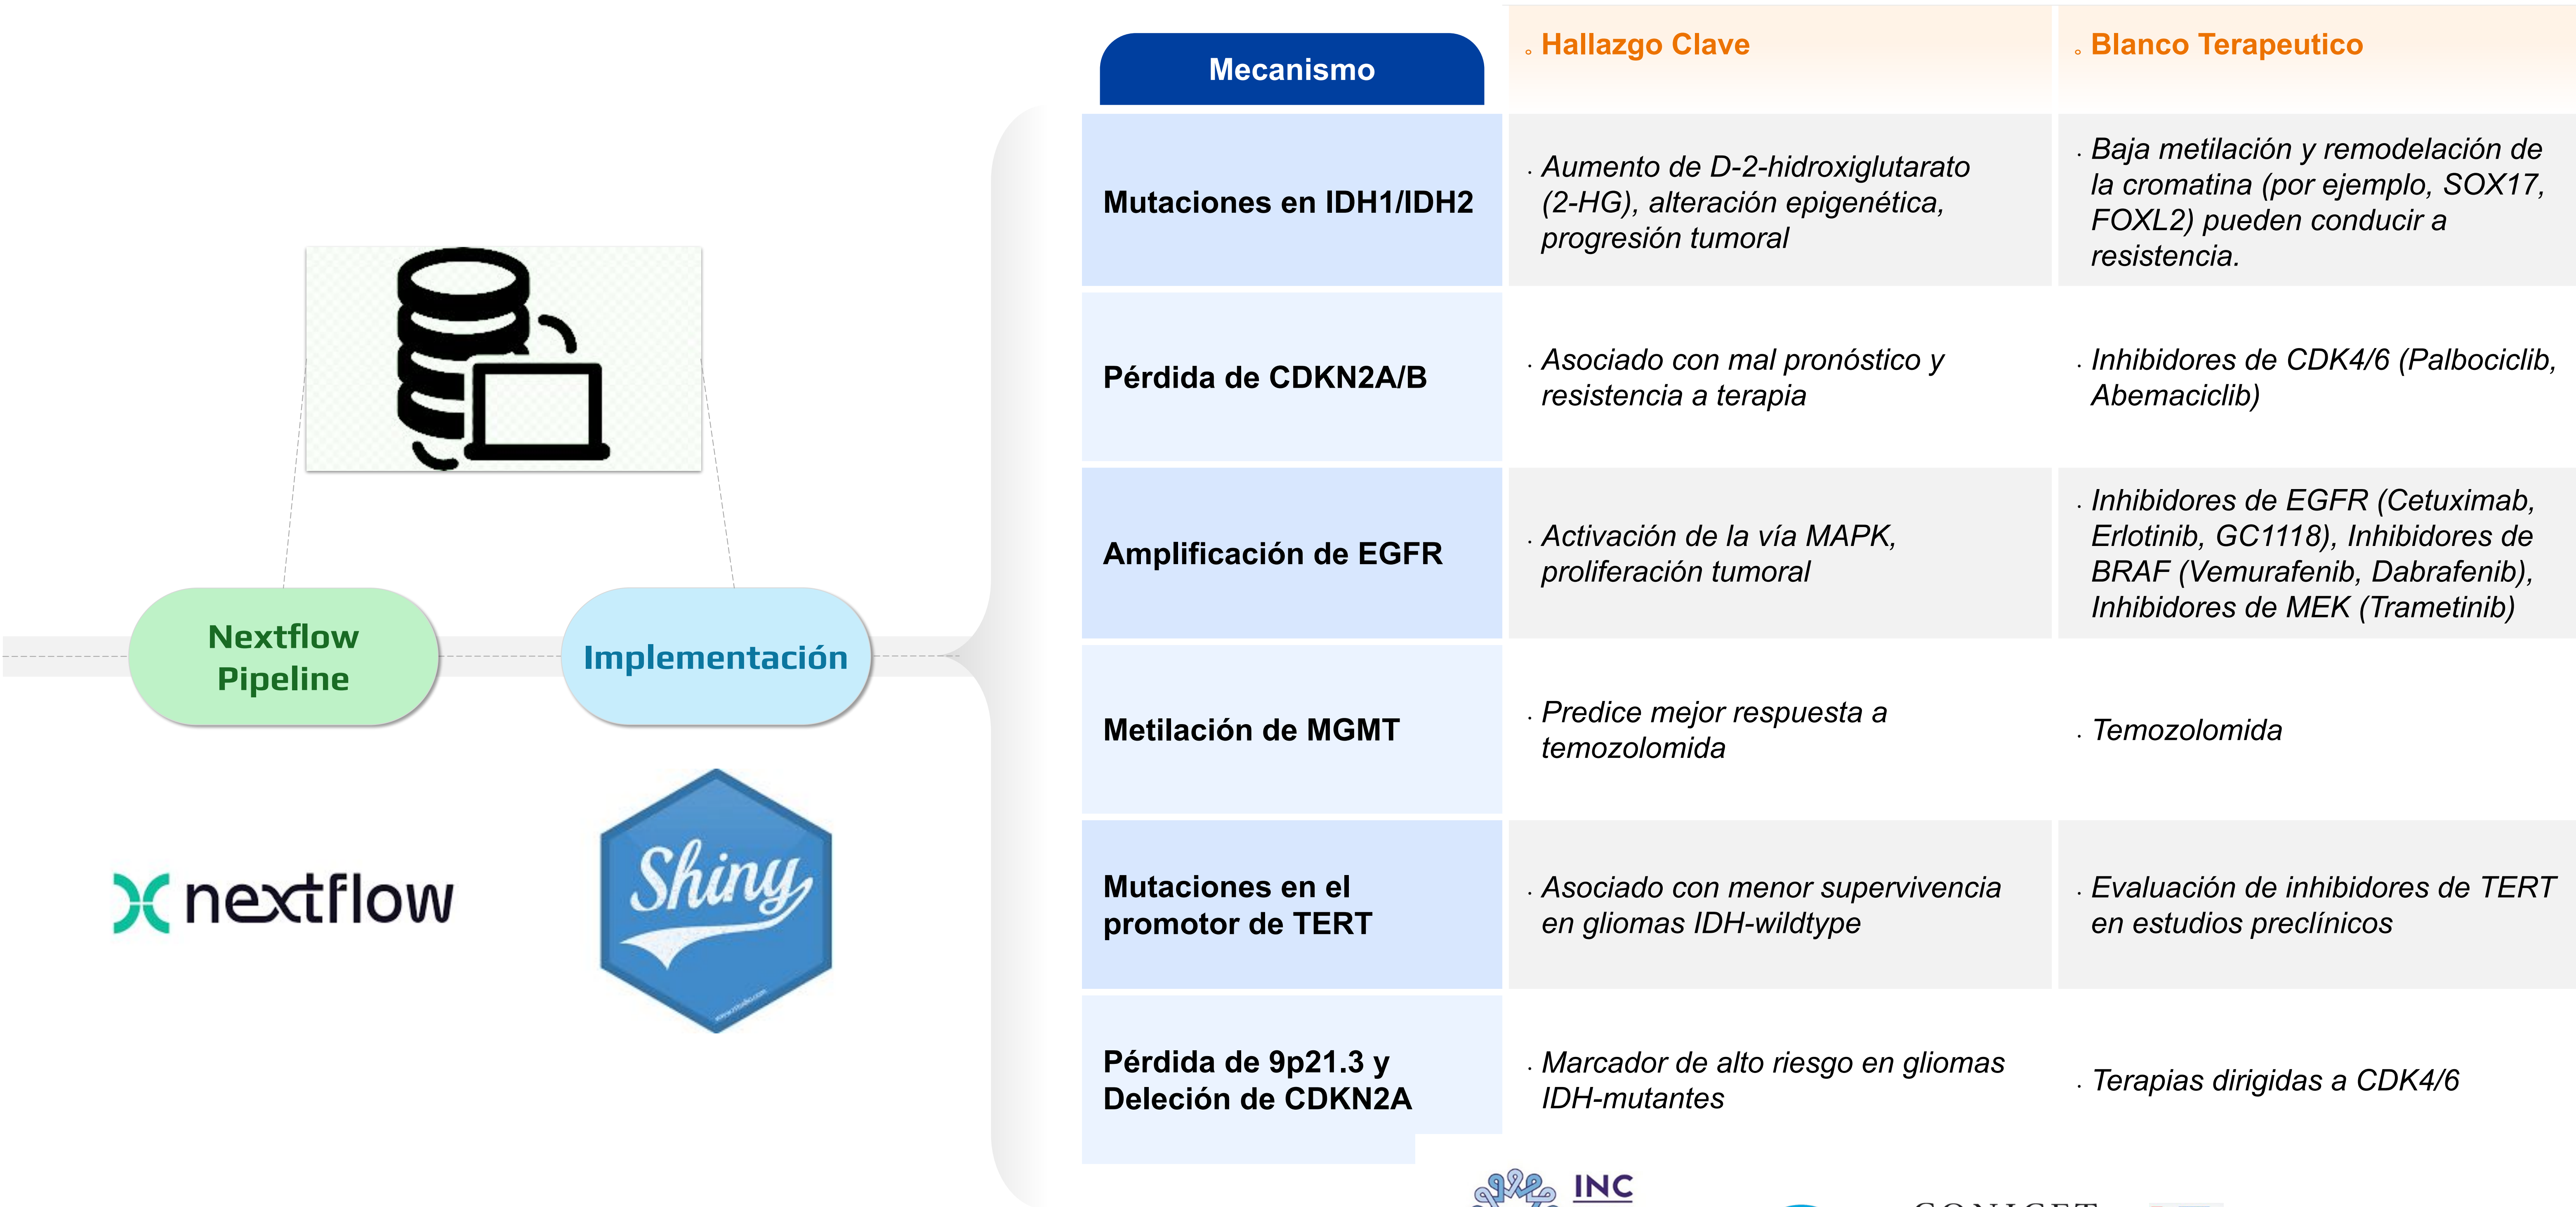 Nextflow
Pipeline
Implementación
nextflow
Shiny
Mecanismo
Hallazgo Clave
Blanco Terapeutico
Mutaciones en IDH1/IDH2
Aumento de D-2-hidroxiglutarato
(2-HG), alteración epigenética,
progresión tumoral
Baja metilación y remodelación de
la cromatina (por ejemplo, SOX17,
FOXL2) pueden conducir a
resistencia.
Pérdida de CDKN2A/B
Asociado con mal pronóstico y
resistencia a terapia
Inhibidores de CDK4/6 (Palbociclib,
Abemaciclib)
Amplificación de EGFR
Activación de la vía MAPK,
proliferación tumoral
Inhibidores de EGFR (Cetuximab,
Erlotinib, GC1118), Inhibidores de
BRAF (Vemurafenib, Dabrafenib),
Inhibidores de MEK (Trametinib)
Metilación de MGMT
Predice mejor respuesta a
temozolomida
Temozolomida
Mutaciones en el
promotor de TERT
Asociado con menor supervivencia
en gliomas IDH-wildtype
Evaluación de inhibidores de TERT
en estudios preclínicos
Pérdida de 9p21.3 y
Deleción de CDKN2A
Marcador de alto riesgo en gliomas
IDH-mutantes
Terapias dirigidas a CDK4/6
INC